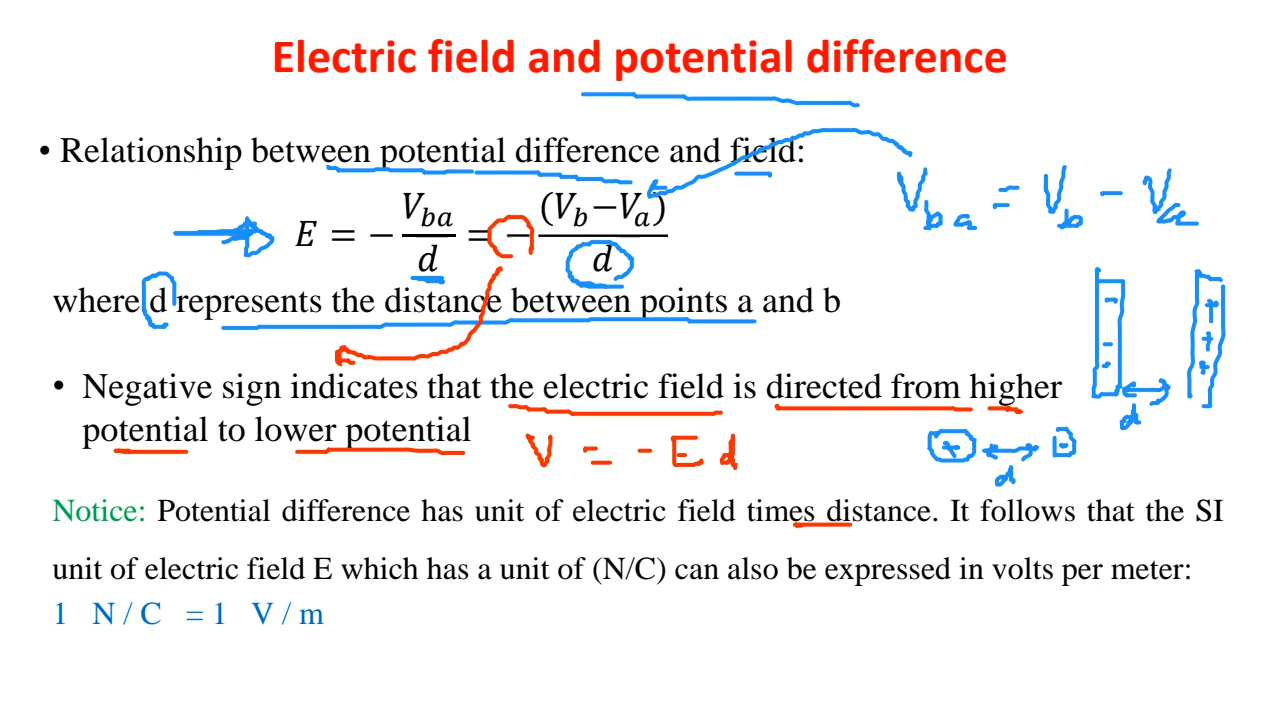 Electric field and potential difference
• Relationship between potential difference and field:
V_ba = V_b − V_a
E = − V_ba / d = − (V_b−V_a) / d
where d represents the distance between points a and b
- + 
- +
- +
d
• Negative sign indicates that the electric field is directed from higher
potential to lower potential
V = - E d
+ -
d
Notice: Potential difference has unit of electric field times distance. It follows that the SI
unit of electric field E which has a unit of (N/C) can also be expressed in volts per meter:
1 N / C = 1 V / m